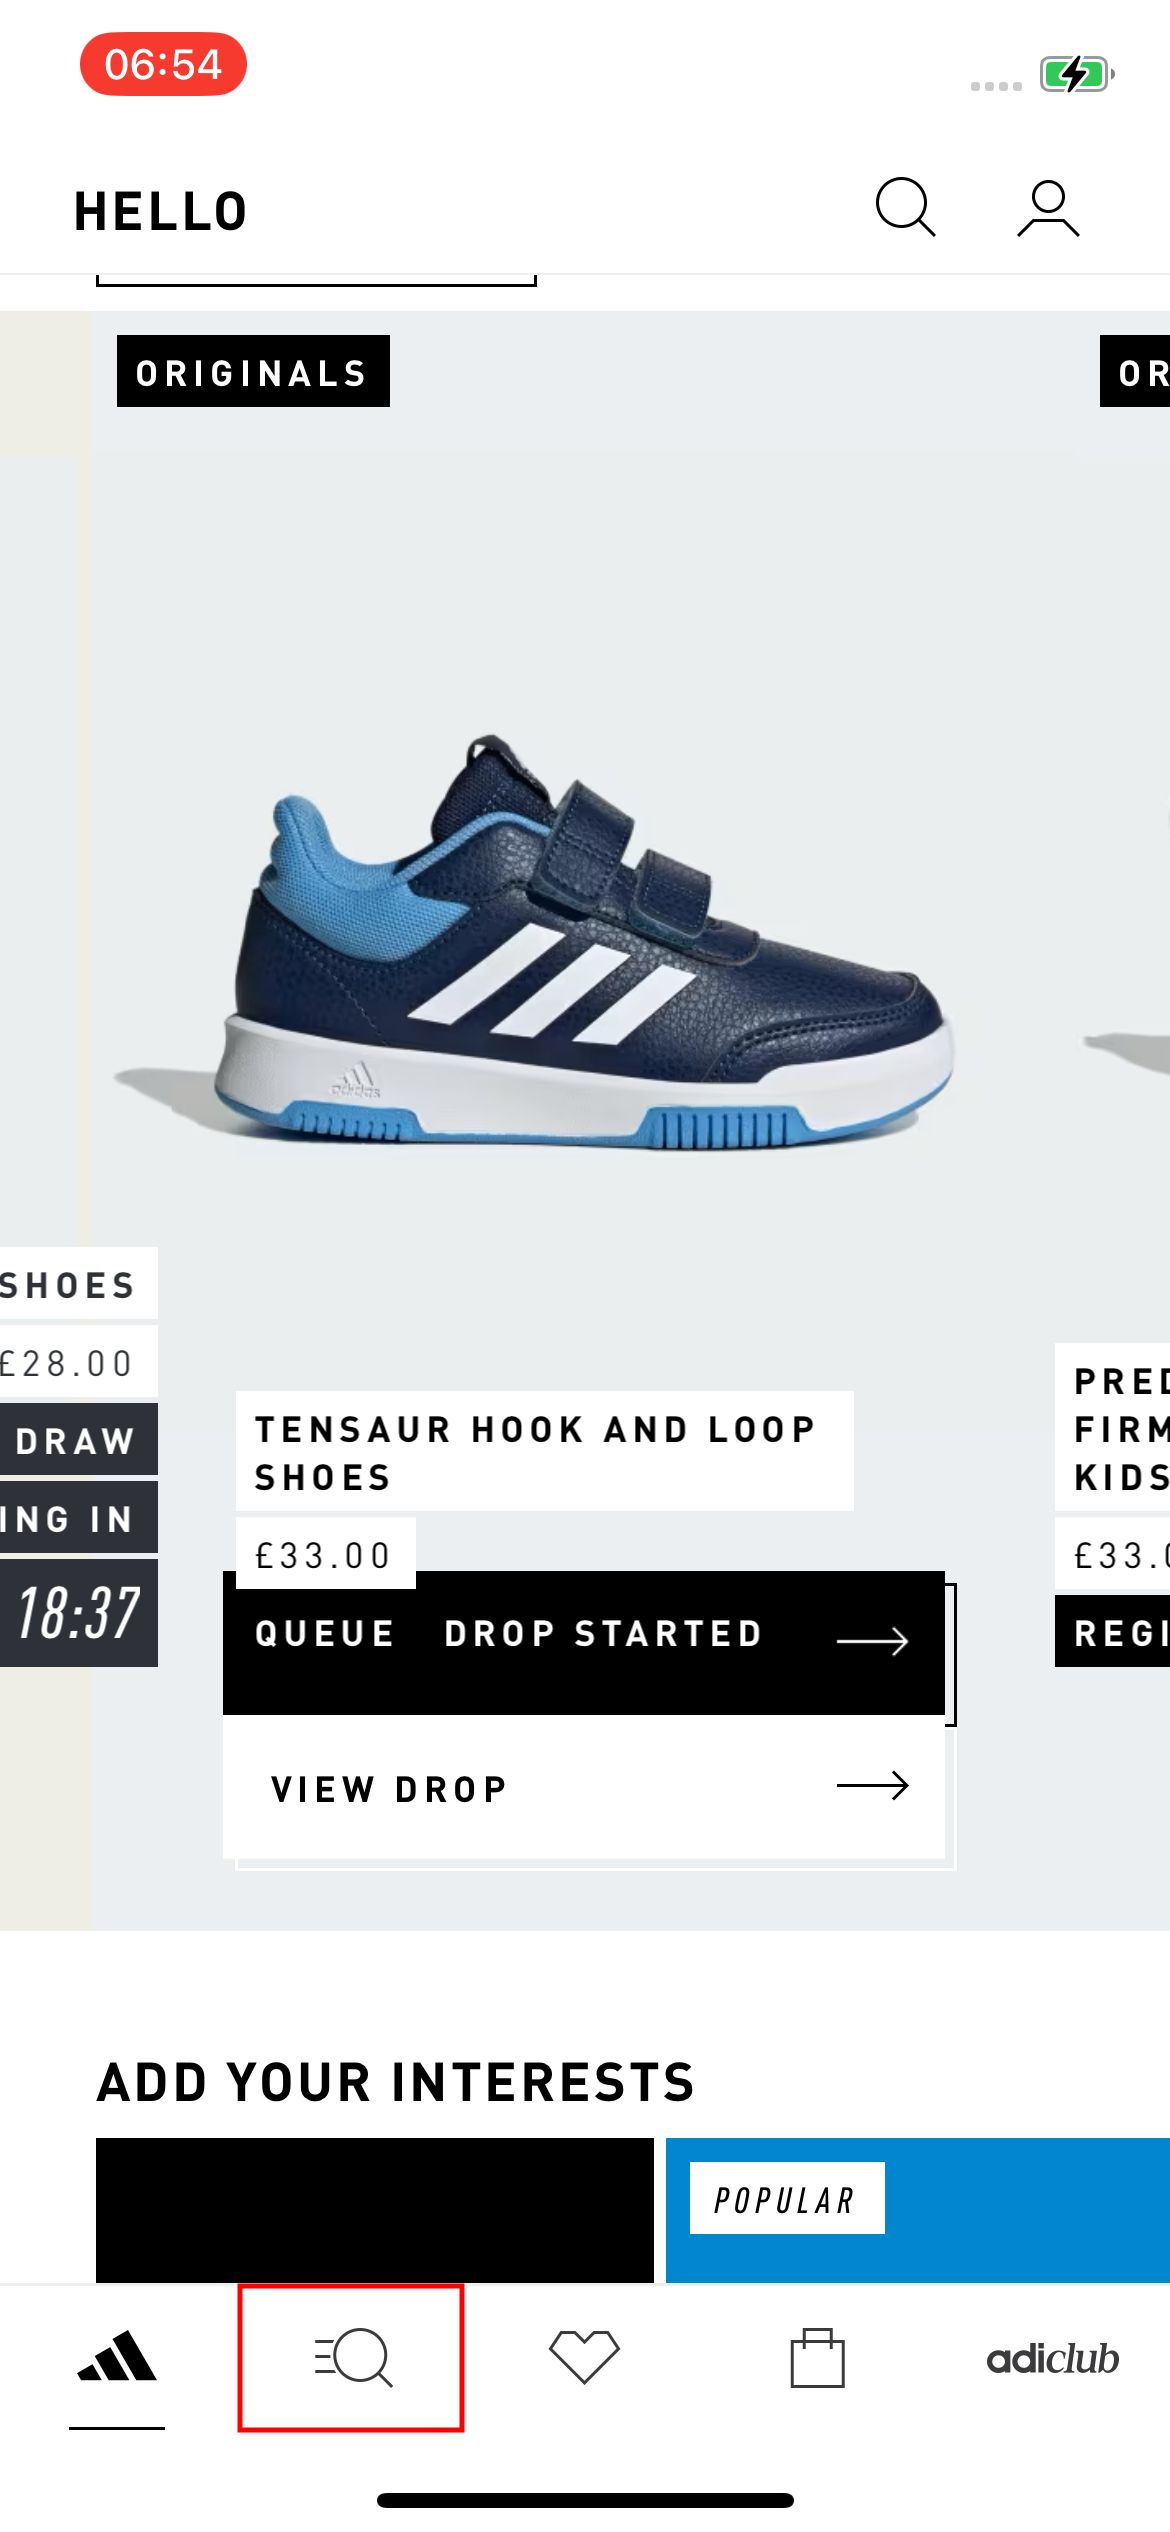 06:54
HELLO
ORIGINALS
OR
adidas
SHOES
£28.00
DRAW
ING IN
18:37
TENSAUR HOOK AND LOOP
SHOES
£33.00
QUEUE DROP STARTED
VIEW DROP
PRED
FIRM
KIDS
£33.0
REGI
ADD YOUR INTERESTS
POPULAR
adiclub